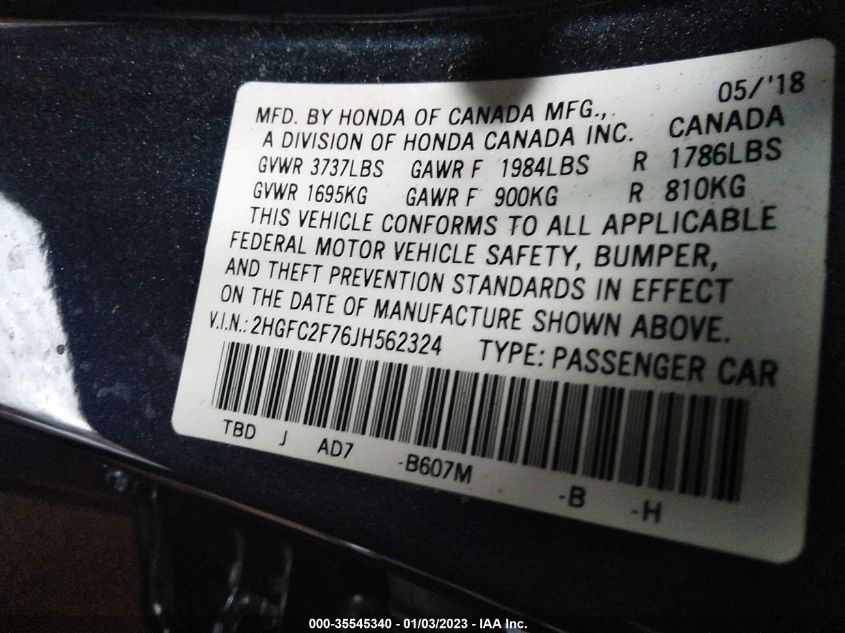 05/'18
MFD. BY HONDA OF CANADA MFG.,
A DIVISION OF HONDA CANADA INC. CANADA
GVWR 3737LBS GAWR F 1984LBS R 1786LBS
GVWR 1695KG GAWR F 900KG R 810KG
THIS VEHICLE CONFORMS TO ALL APPLICABLE
FEDERAL MOTOR VEHICLE SAFETY, BUMPER,
AND THEFT PREVENTION STANDARDS IN EFFECT
ON THE DATE OF MANUFACTURE SHOWN ABOVE.
V.I.N.: 2HGFC2F76JH562324 TYPE: PASSENGER CAR
TBD J AD7 -B607M -B -H
000-35545340 - 01/03/2023 - IAA Inc.